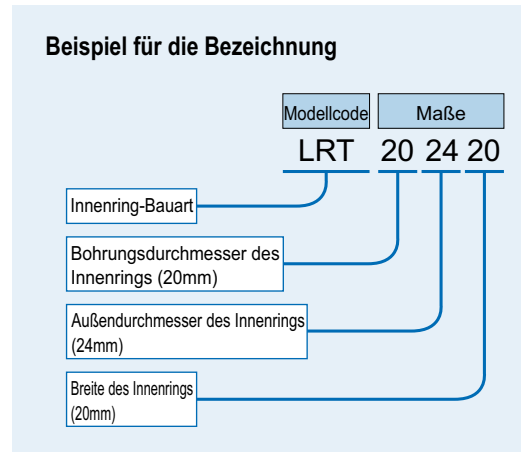 Beispiel für die Bezeichnung
Modellcode Maße
LRT 20 24 20
Innenring-Bauart
Bohrungsdurchmesser des
Innenrings (20mm)
Außendurchmesser des Innenrings
(24mm)
Breite des Innenrings
(20mm)